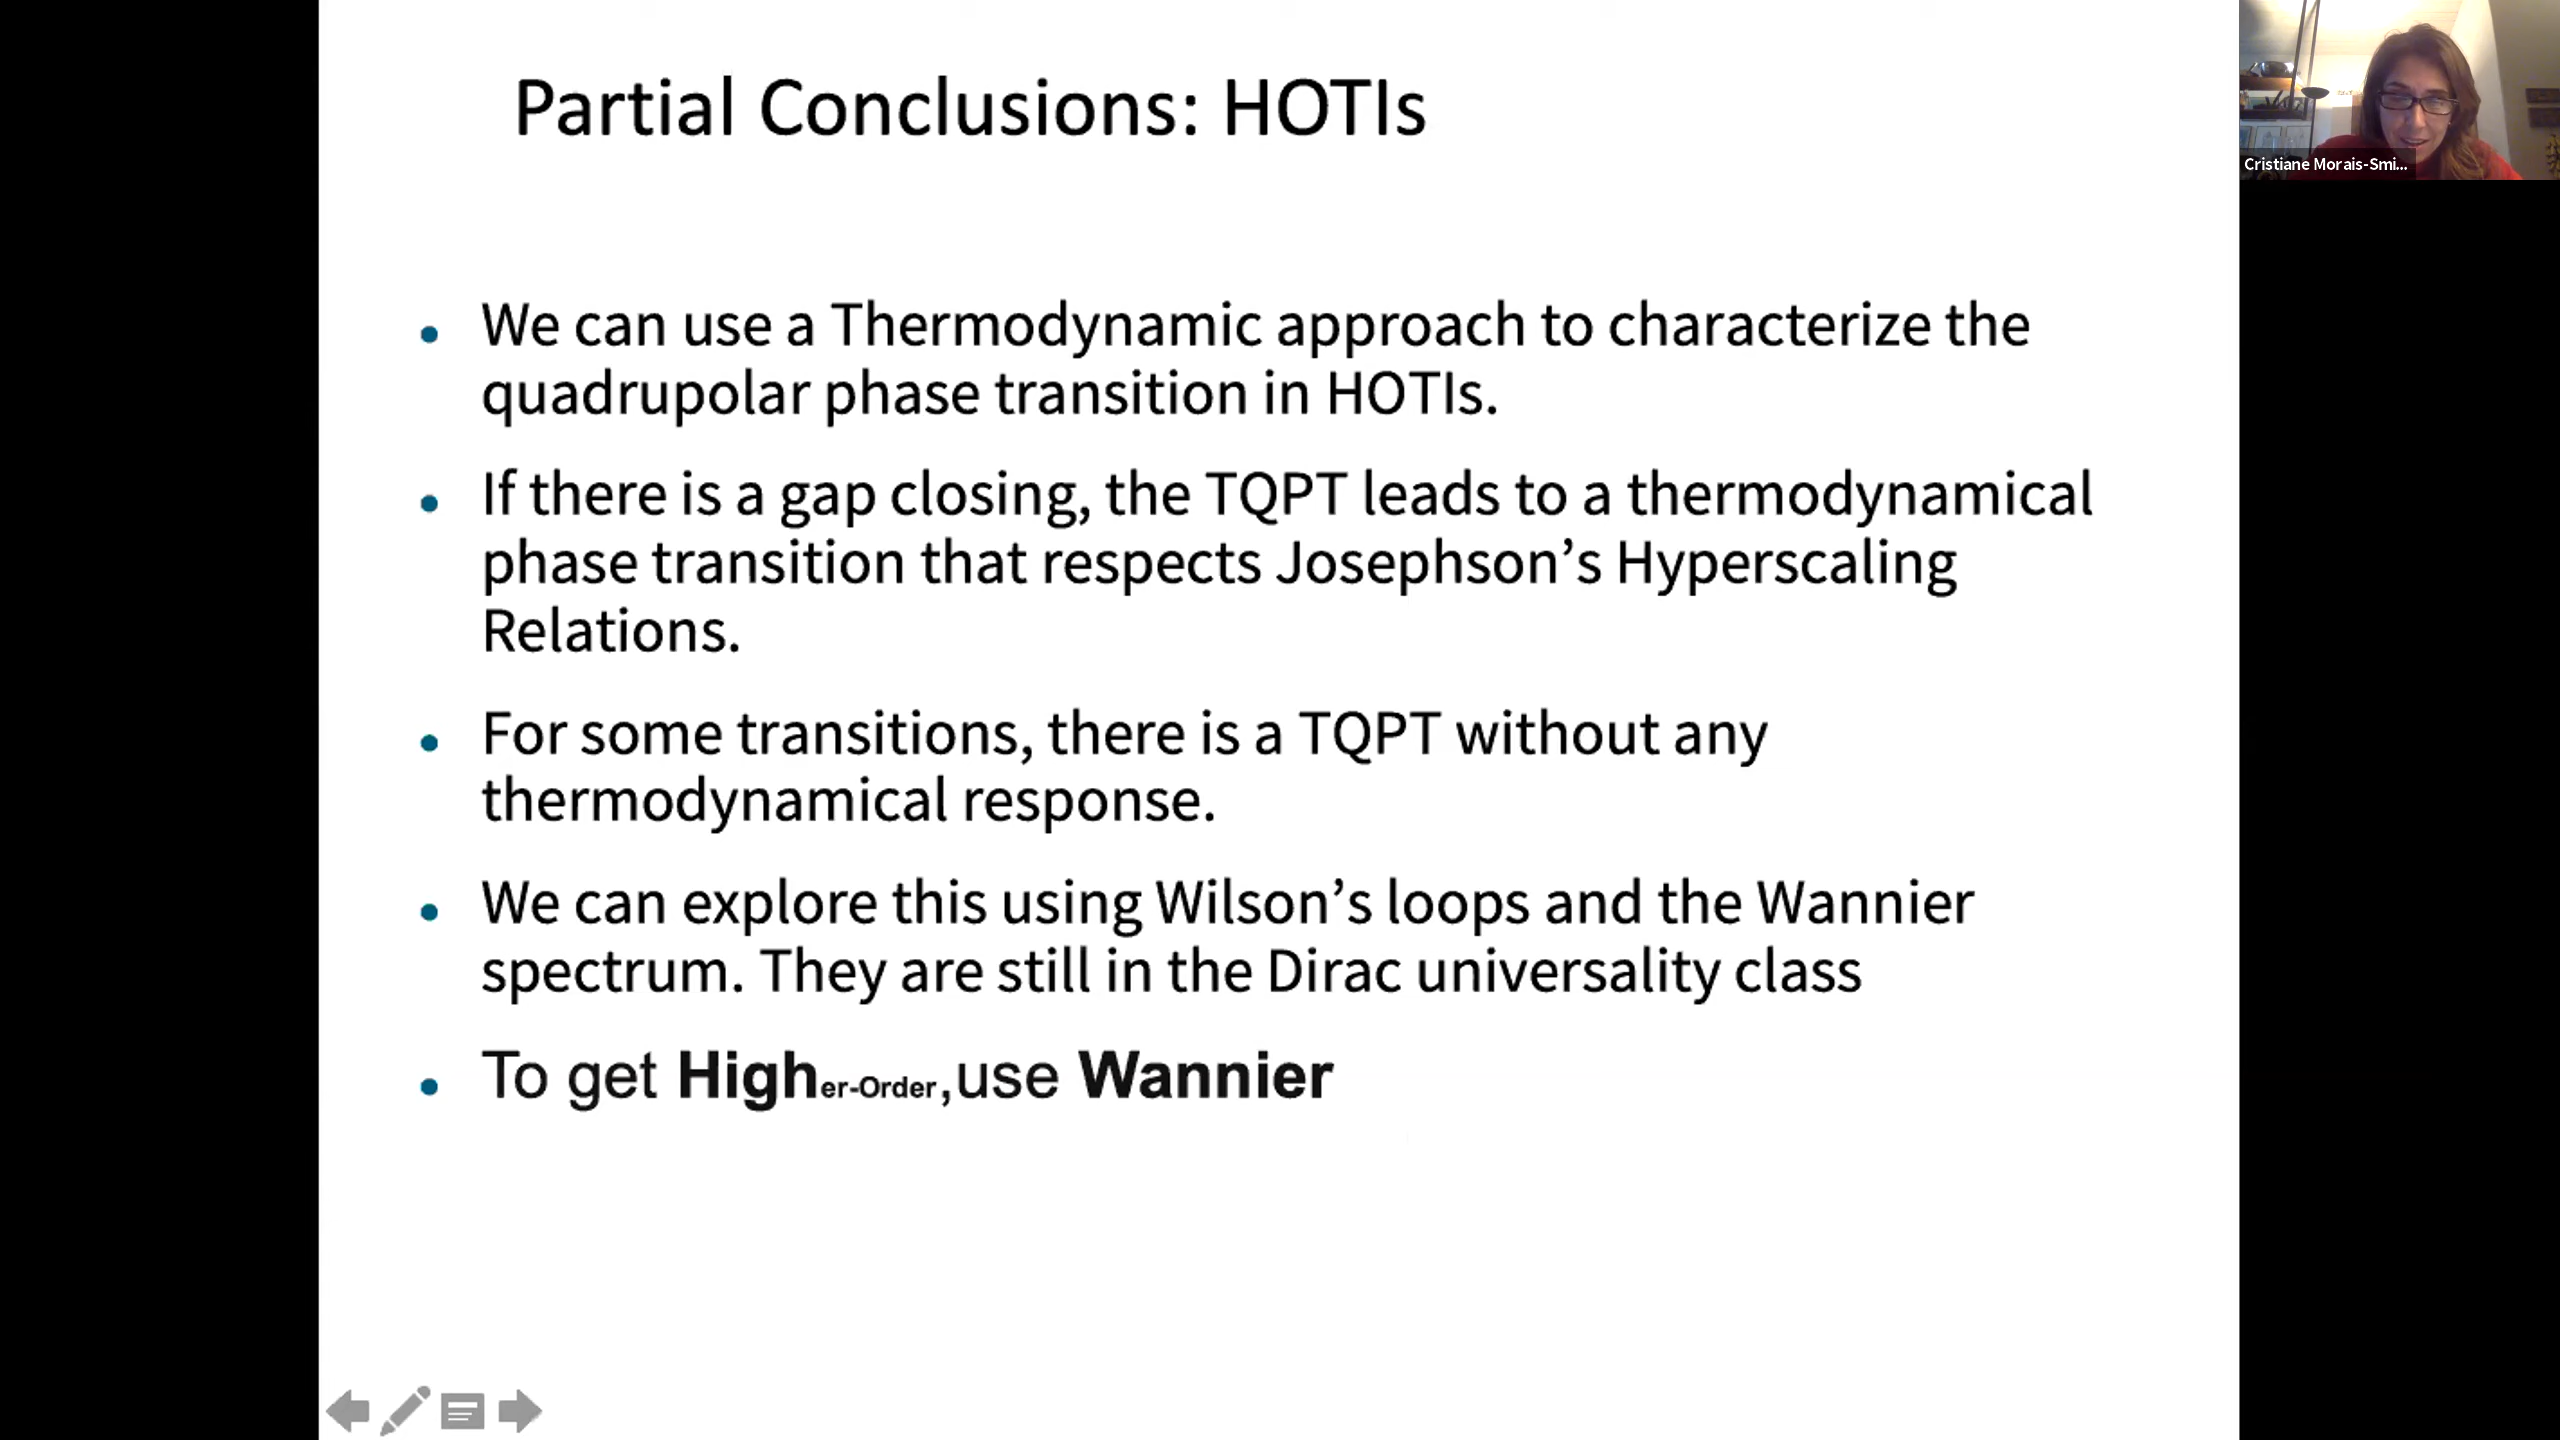 Partial Conclusions: HOTIs
Cristiane Morais-Smi...
• We can use a Thermodynamic approach to characterize the
quadrupolar phase transition in HOTIs.
• If there is a gap closing, the TQPT leads to a thermodynamical
phase transition that respects Josephson’s Hyperscaling
Relations.
• For some transitions, there is a TQPT without any
thermodynamical response.
• We can explore this using Wilson’s loops and the Wannier
spectrum. They are still in the Dirac universality class
• To get Higher-Order,use Wannier